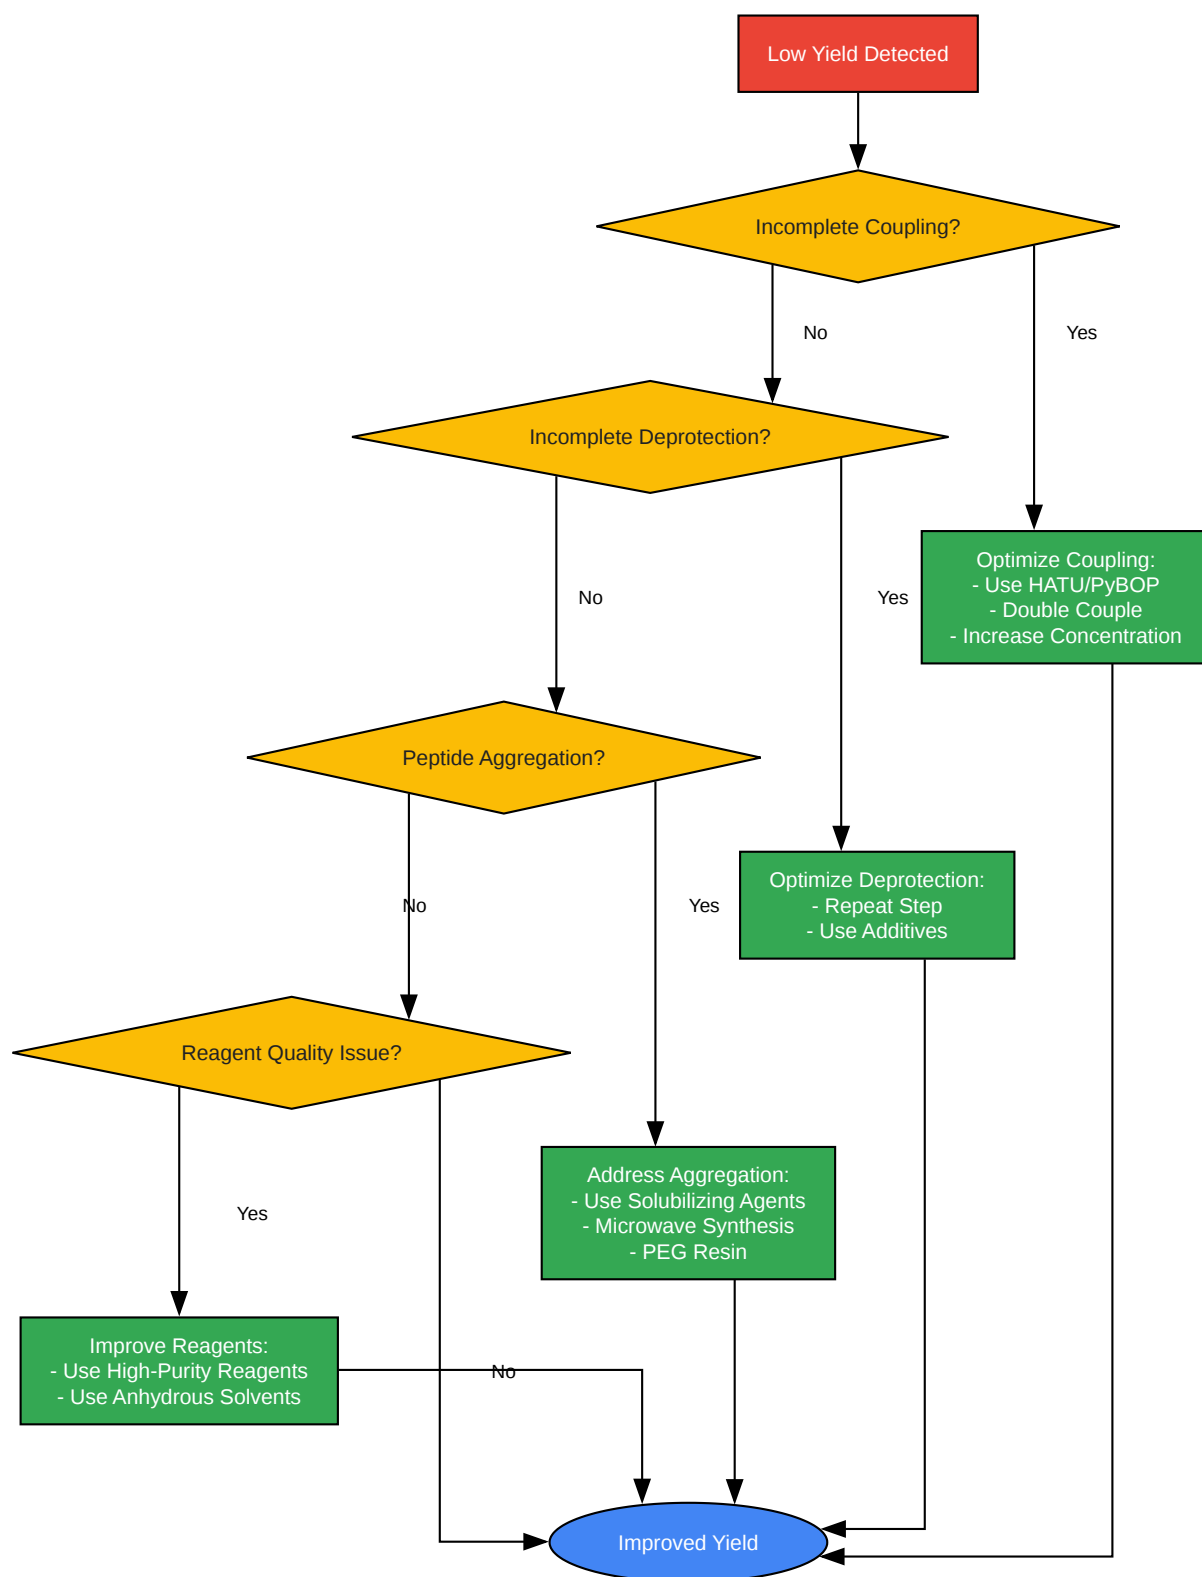 Low Yield Detected
Incomplete Coupling?
No
Yes
Incomplete Deprotection?
Optimize Coupling:
- Use HATU/PyBOP
- Double Couple
- Increase Concentration
No
Yes
Peptide Aggregation?
Optimize Deprotection:
- Repeat Step
- Use Additives
No
Yes
Reagent Quality Issue?
Address Aggregation:
- Use Solubilizing Agents
- Microwave Synthesis
- PEG Resin
Yes
Improve Reagents:
- Use High-Purity Reagents
- Use Anhydrous Solvents
No
Improved Yield